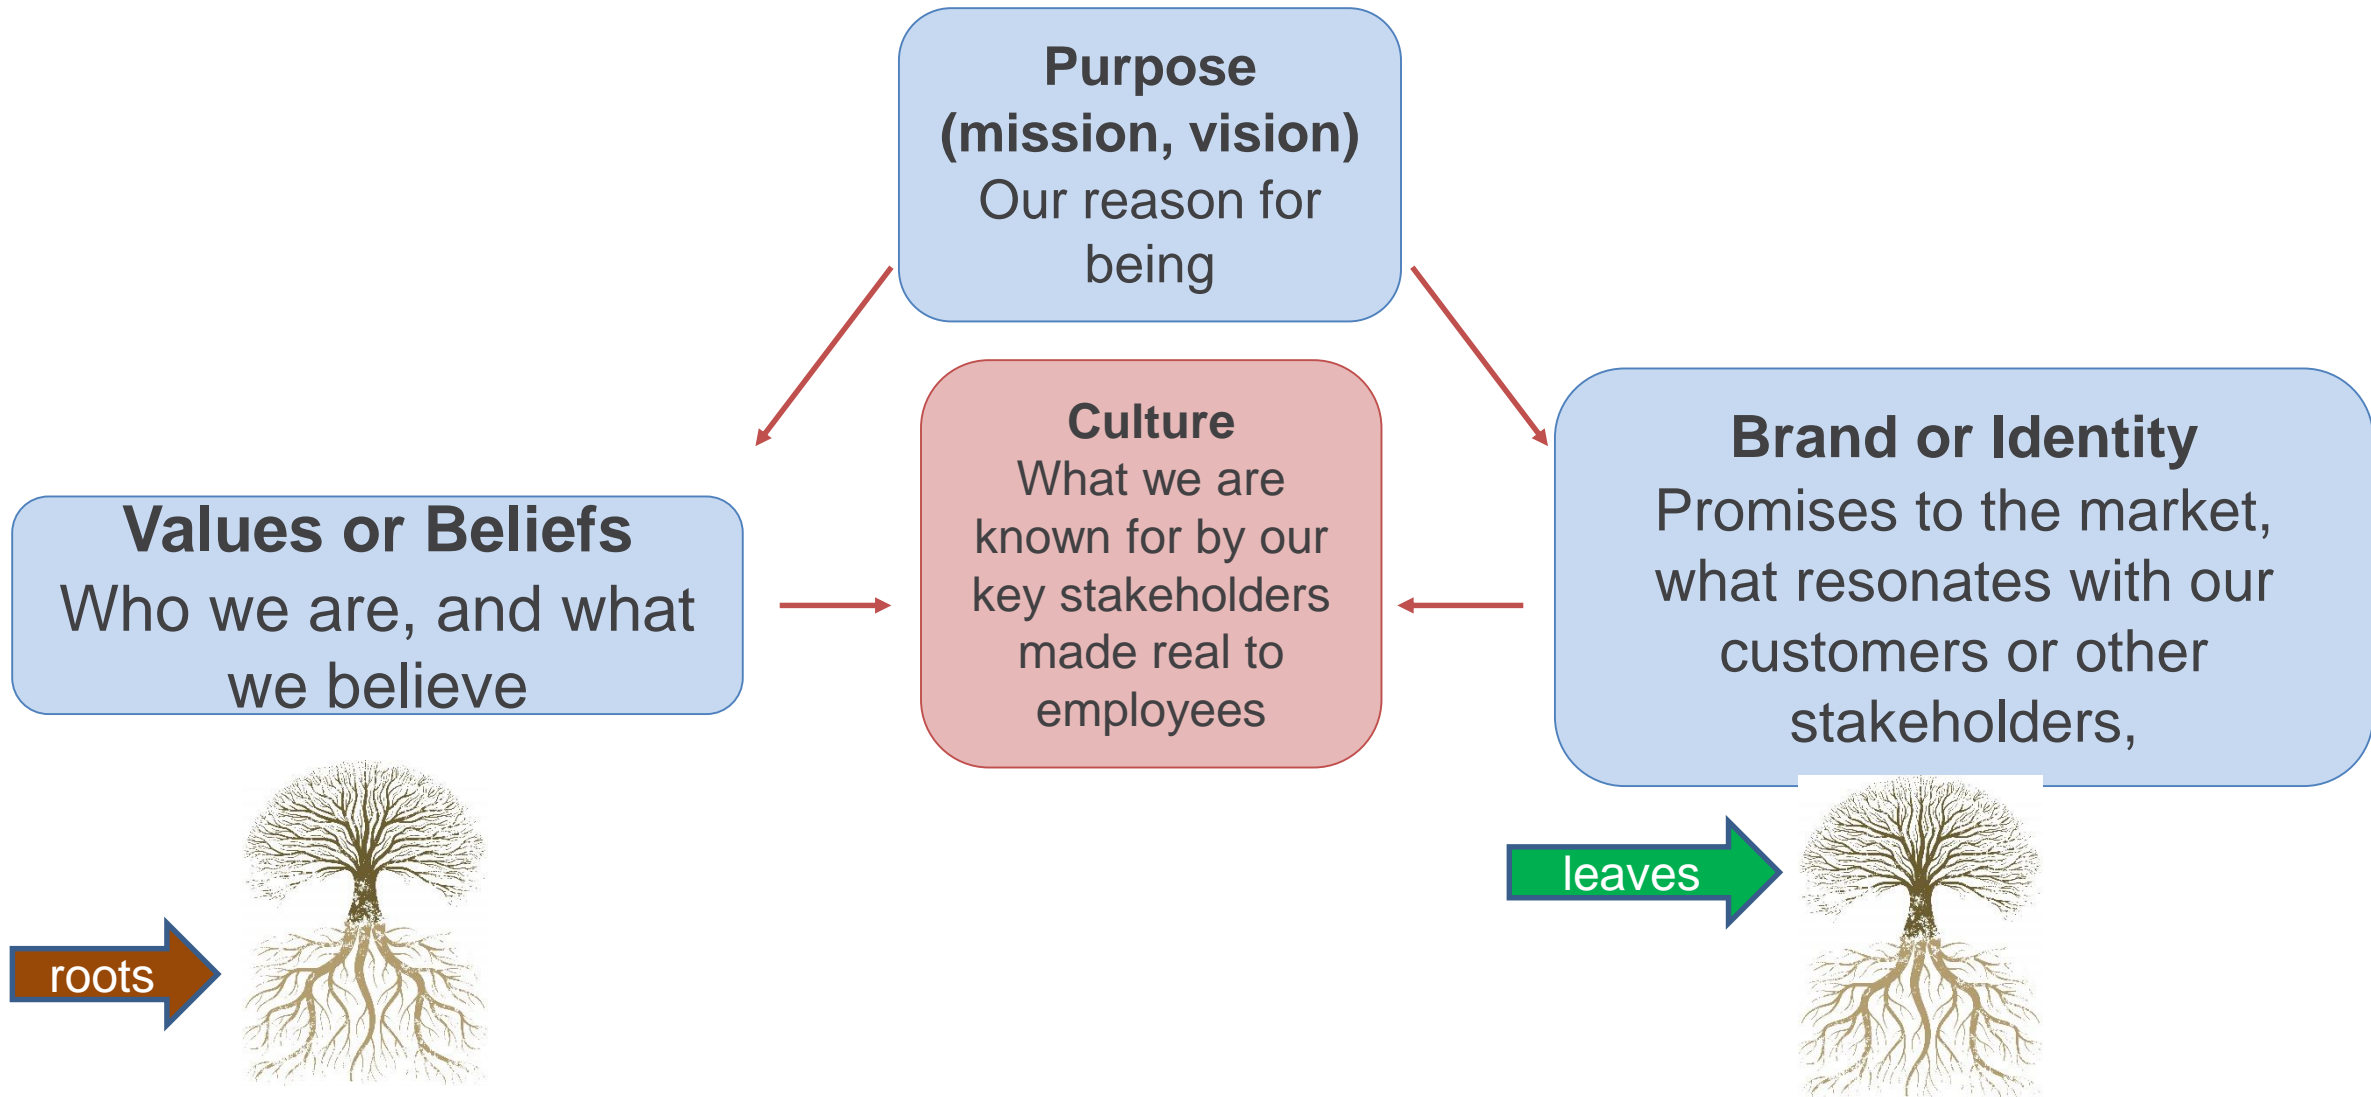 Purpose
(mission, vision)
Our reason for
being
Culture
What we are
known for by our
key stakeholders
made real to
employees
Values or Beliefs
Who we are, and what
we believe
Brand or Identity
Promises to the market,
what resonates with our
customers or other
stakeholders,
roots
leaves